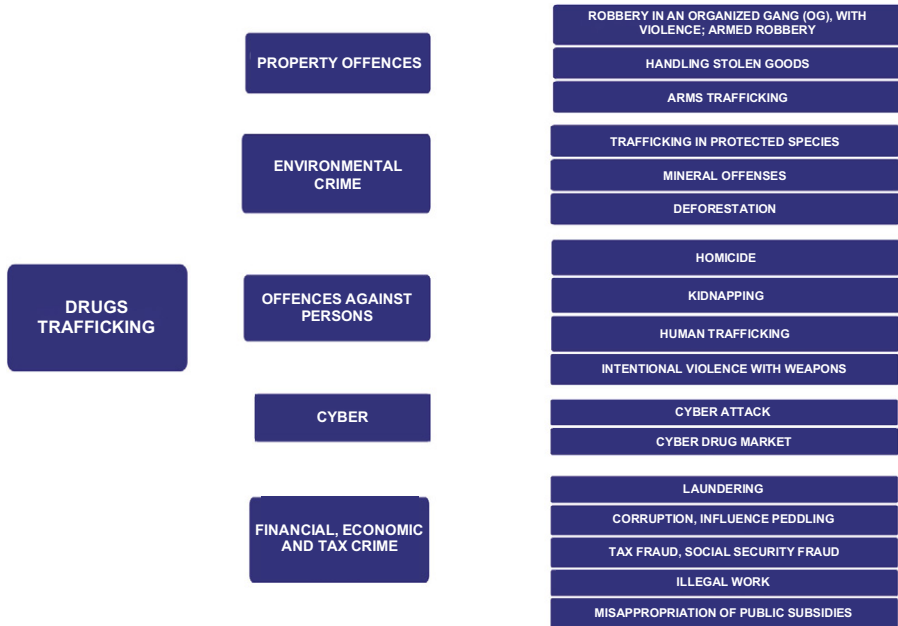 DRUGS
TRAFFICKING
PROPERTY OFFENCES
ROBBERY IN AN ORGANIZED GANG (OG), WITH
VIOLENCE; ARMED ROBBERY
HANDLING STOLEN GOODS
ARMS TRAFFICKING
ENVIRONMENTAL
CRIME
TRAFFICKING IN PROTECTED SPECIES
MINERAL OFFENSES
DEFORESTATION
OFFENCES AGAINST
PERSONS
HOMICIDE
KIDNAPPING
HUMAN TRAFFICKING
INTENTIONAL VIOLENCE WITH WEAPONS
CYBER
CYBER ATTACK
CYBER DRUG MARKET
FINANCIAL, ECONOMIC
AND TAX CRIME
LAUNDERING
CORRUPTION, INFLUENCE PEDDLING
TAX FRAUD, SOCIAL SECURITY FRAUD
ILLEGAL WORK
MISAPPROPRIATION OF PUBLIC SUBSIDIES